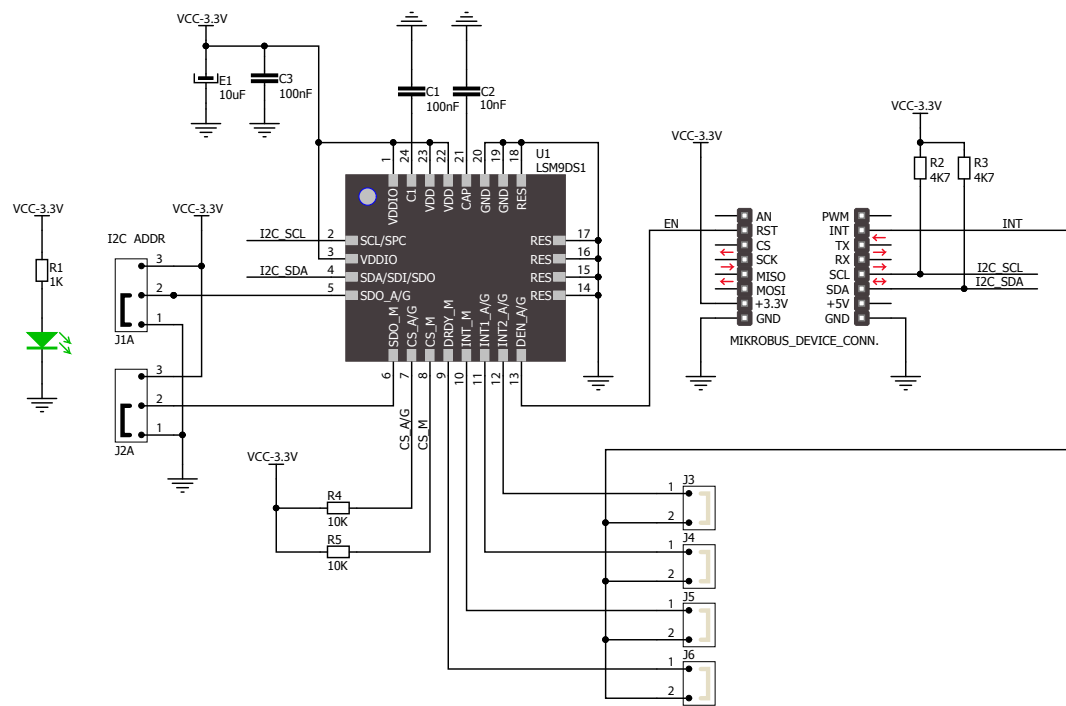 VCC-3.3V
E1
10uF
C3
100nF
C1
100nF
C2
10nF
1
24
23
22
21
20
19
18
U1
LSM9DS1
VDDIO
C1
VDD
VDD
CAP
GND
GND
RES
I2C_SCL
2
SCL/SPC
3
VDDIO
I2C_SDA
4
SDA/SDI/SDO
5
SDO_A/G
RES
17
RES
16
RES
15
RES
14
SDO_M
CS_A/G
CS_M
DRDY_M
INT_M
INT1_A/G
INT2_A/G
DEN_A/G
6
7
8
9
10
11
12
13
CS_A/G
CS_M
VCC-3.3V
R1
1K
VCC-3.3V
I2C ADDR
3
2
1
J1A
3
2
1
J2A
VCC-3.3V
R4
10K
R5
10K
VCC-3.3V
EN
AN
RST
CS
SCK
MISO
MOSI
+3.3V
GND
PWM
INT
TX
RX
SCL
SDA
+5V
GND
MIKROBUS_DEVICE_CONN.
VCC-3.3V
R2
4K7
R3
4K7
INT
I2C_SCL
I2C_SDA
J3
1
2
J4
1
2
J5
1
2
J6
1
2